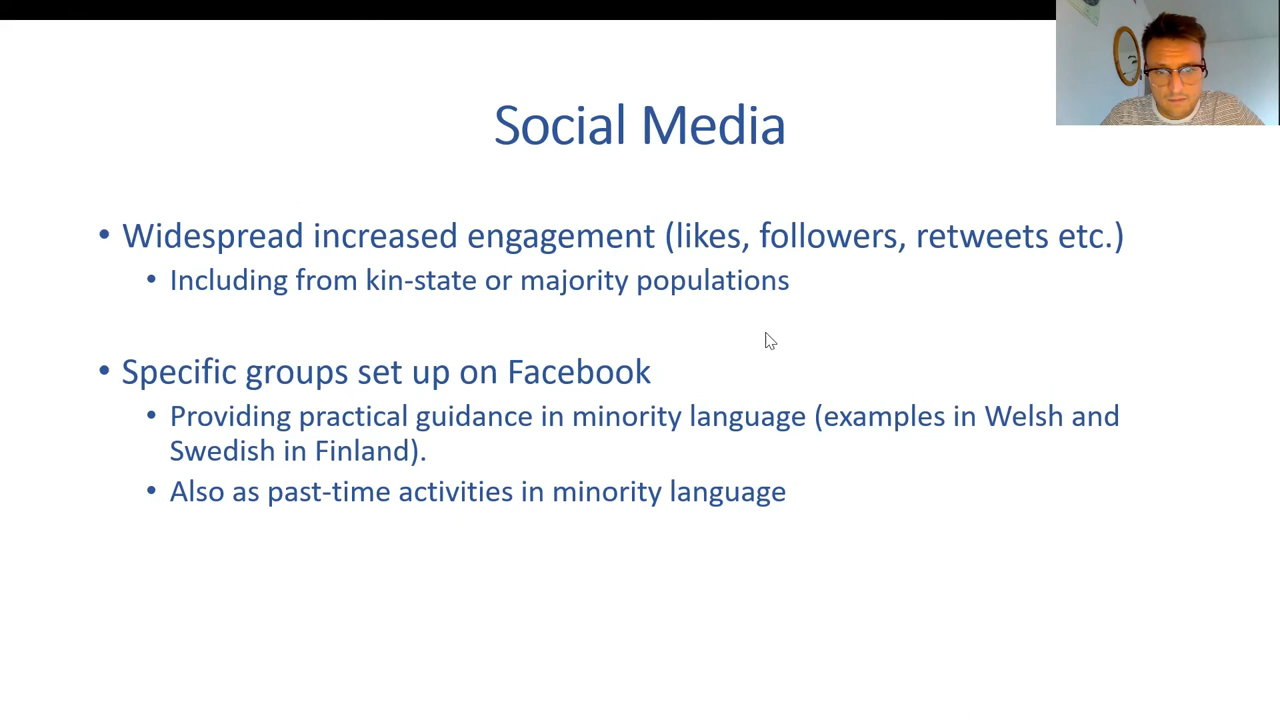 Social Media
• Widespread increased engagement (likes, followers, retweets etc.)
• Including from kin-state or majority populations
• Specific groups set up on Facebook
• Providing practical guidance in minority language (examples in Welsh and
Swedish in Finland).
• Also as past-time activities in minority language